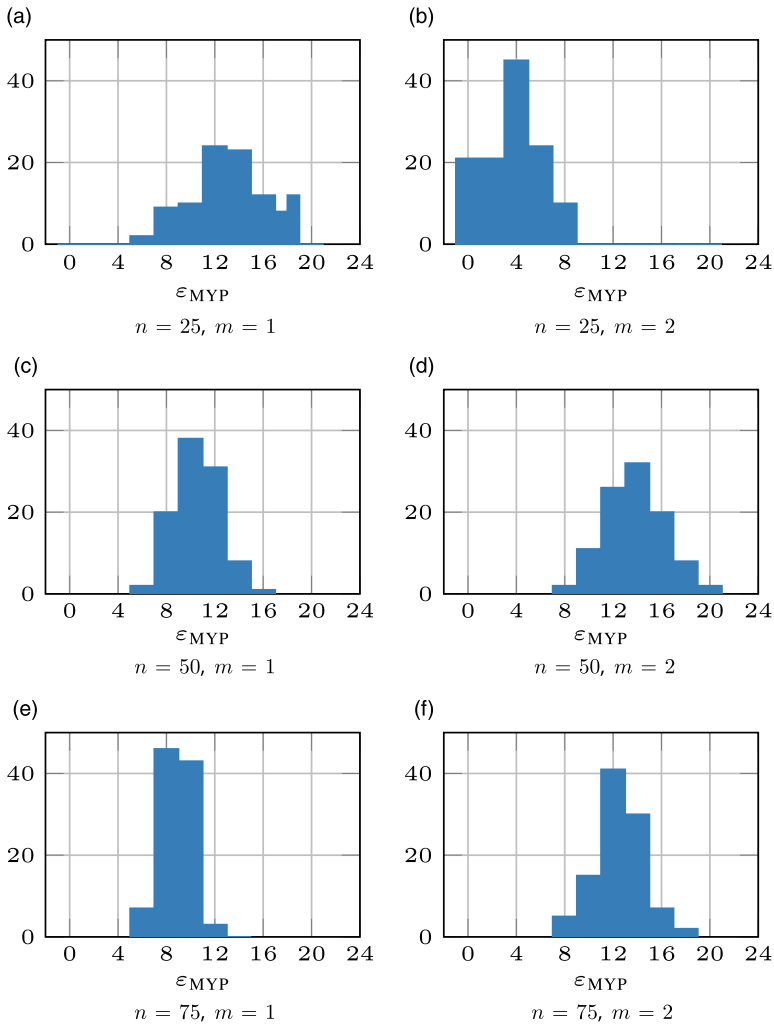 (a)
40
20
0
0 4 8 12 16 20 24
εMYP
n = 25, m = 1
(b)
40
20
0
0 4 8 12 16 20 24
εMYP
n = 25, m = 2
(c)
40
20
0
0 4 8 12 16 20 24
εMYP
n = 50, m = 1
(d)
40
20
0
0 4 8 12 16 20 24
εMYP
n = 50, m = 2
(e)
40
20
0
0 4 8 12 16 20 24
εMYP
n = 75, m = 1
(f)
40
20
0
0 4 8 12 16 20 24
εMYP
n = 75, m = 2